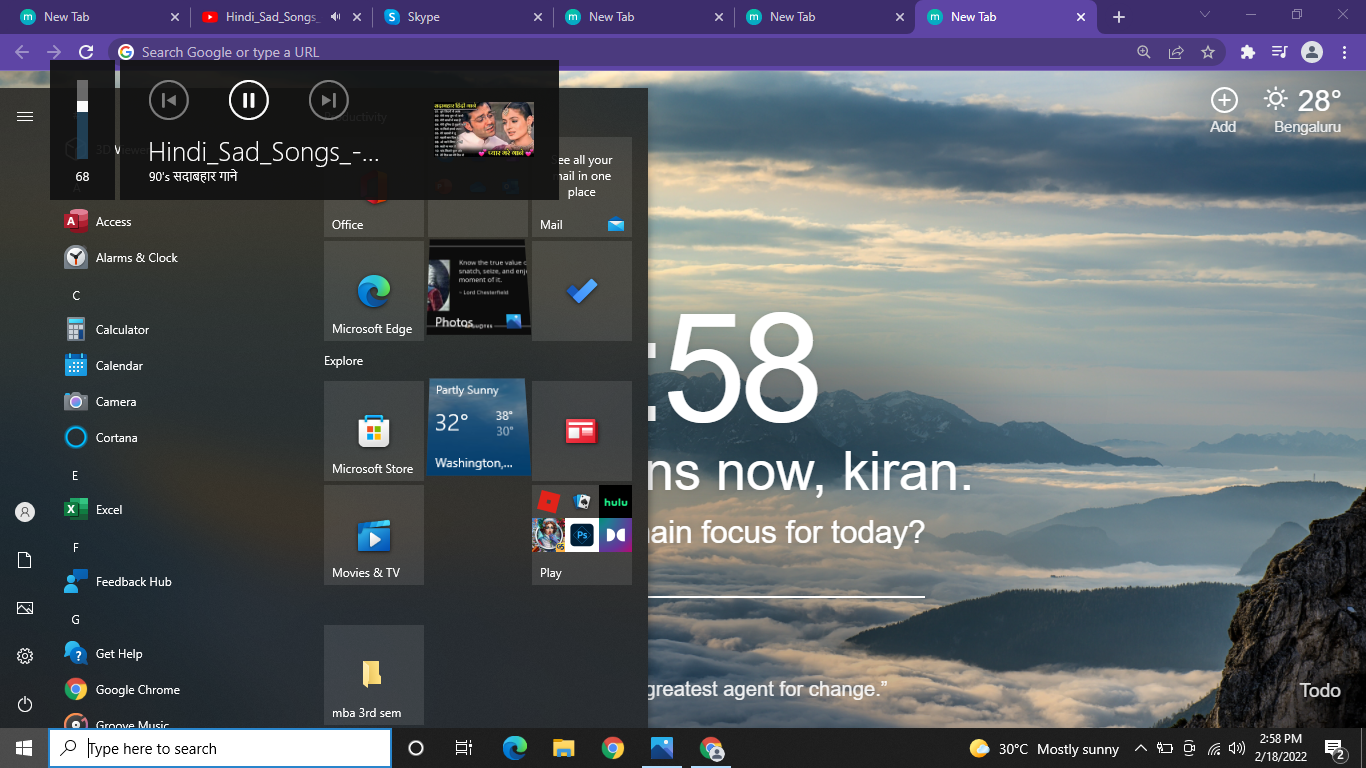 New Tab
Hindi_Sad_Songs_
Skype
New Tab
New Tab
New Tab
Search Google or type a URL
Hindi_Sad_Songs_-...
90's सदाबहार गाने
68
सदाबहार हिंदी गाने
प्यार भरे गाने
28°
Add
Bengaluru
Productivity
3D Viewer
A
Access
Alarms & Clock
C
Calculator
Calendar
Camera
Cortana
E
Excel
F
Feedback Hub
G
Get Help
Google Chrome
Groove Music
Office
See all your
mail in one
place
Mail
Microsoft Edge
Know the true value o
snatch, seize, and enj
moment of it.
- Lord Chesterfield
Photos
Explore
Microsoft Store
Partly Sunny
32°
38°
30°
Washington,...
Movies & TV
hulu
Ps
Play
mba 3rd sem
:58
ns now, kiran.
ain focus for today?
greatest agent for change.”
Todo
Type here to search
30°C Mostly sunny
2:58 PM
2/18/2022
2